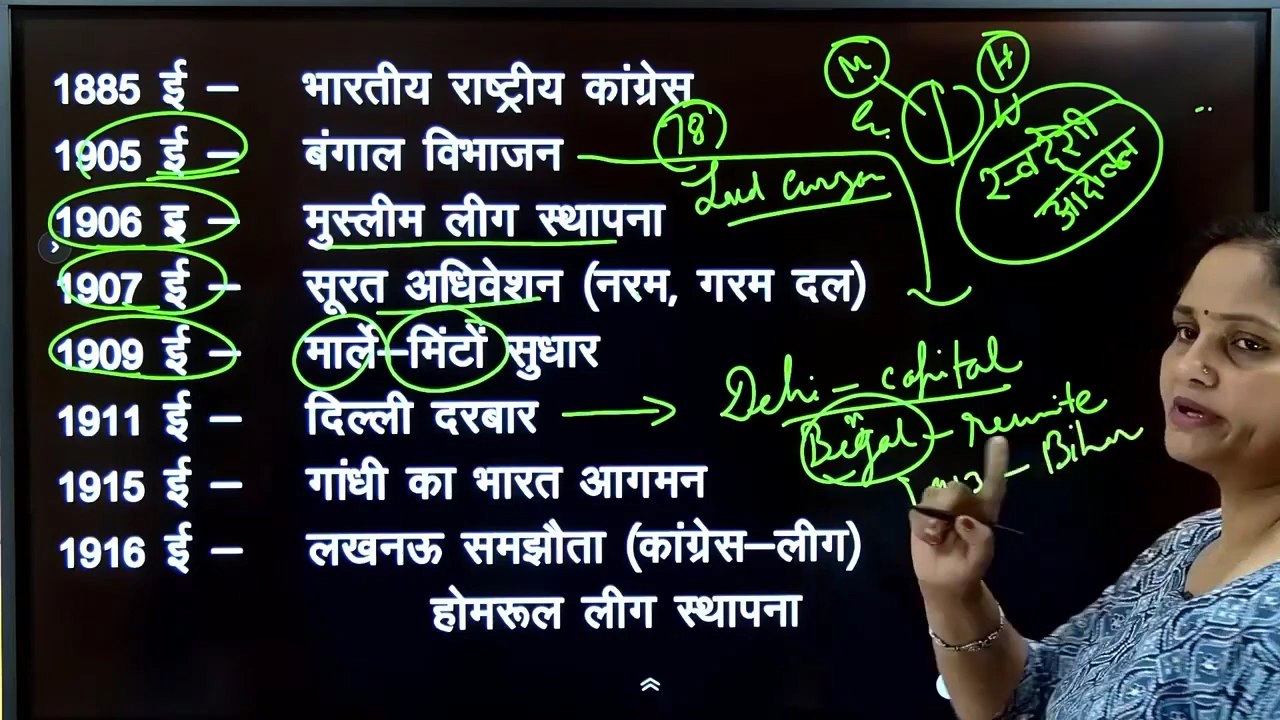 1885 ई – भारतीय राष्ट्रीय कांग्रेस
1905 ई – बंगाल विभाजन
1906 इ – मुस्लीम लीग स्थापना
1907 ई – सूरत अधिवेशन (नरम, गरम दल)
1909 ई – मार्ले–मिंटों सुधार
1911 ई – दिल्ली दरबार
1915 ई – गांधी का भारत आगमन
1916 ई – लखनऊ समझौता (कांग्रेस–लीग)
होमरूल लीग स्थापना
M H
E. W
78
Lord Curzon
स्वदेशी
आंदोलन
Delhi – capital
Bengal – reunite
– Bihar